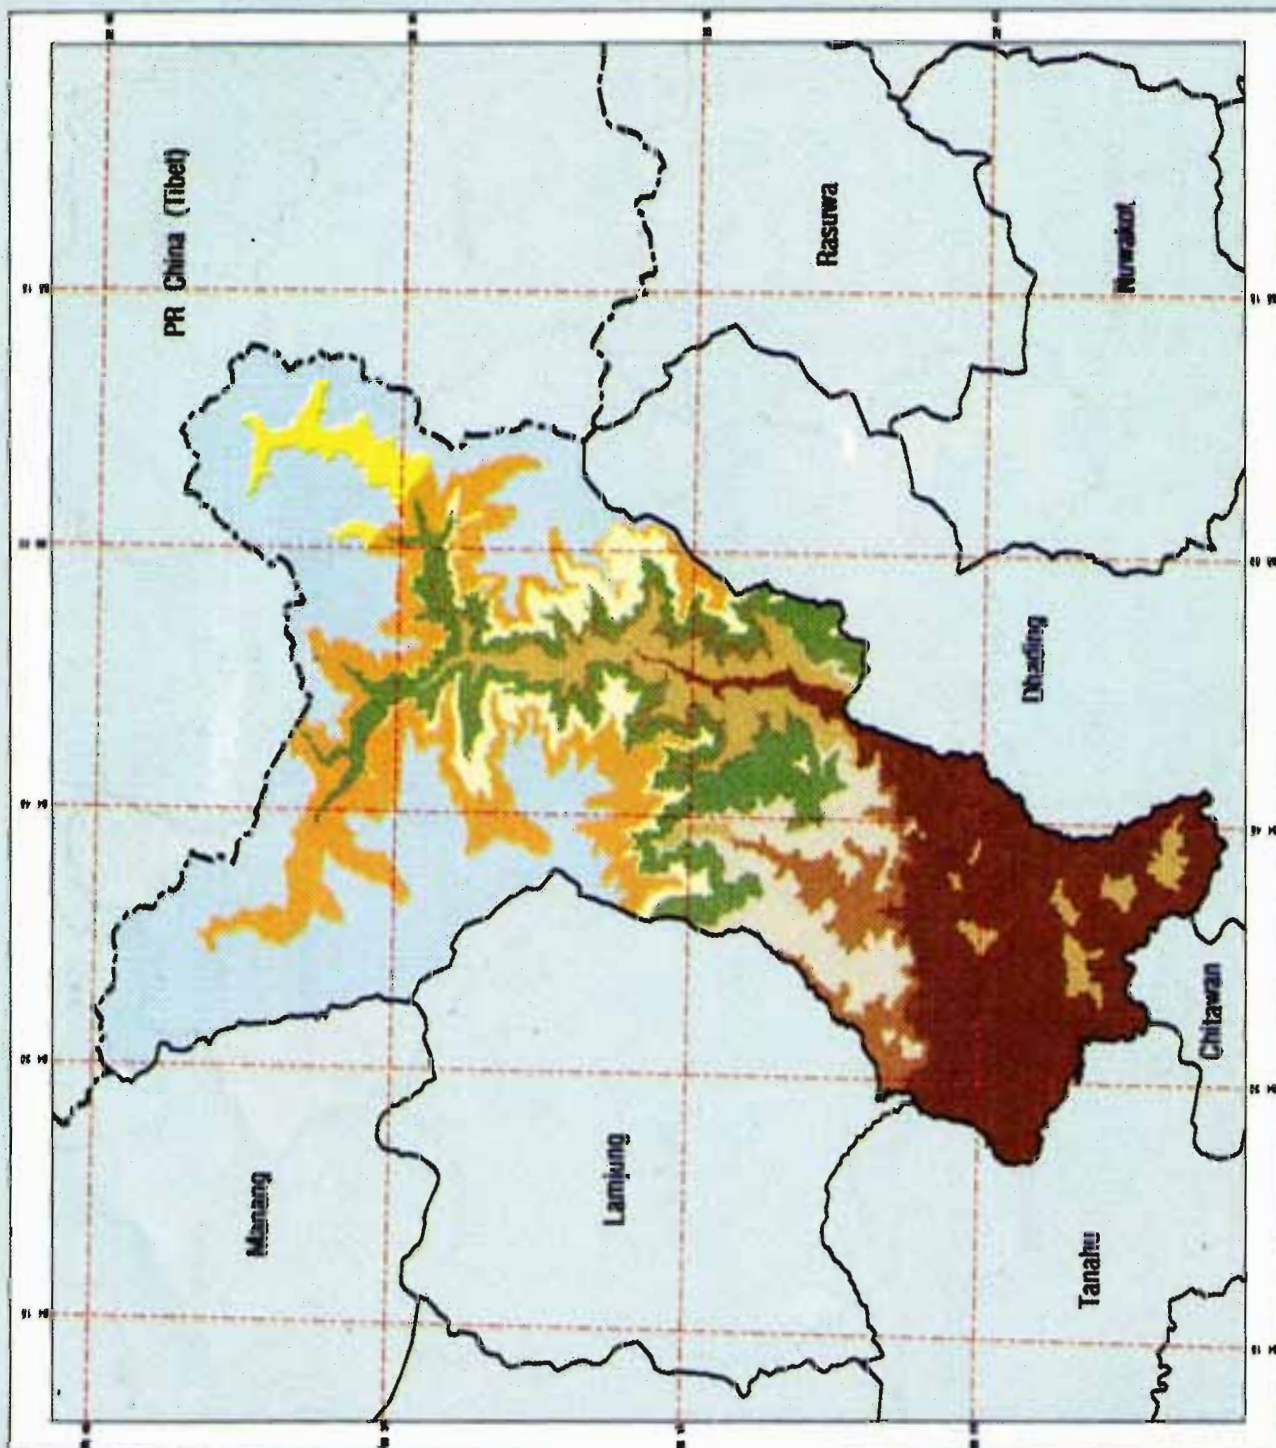 PR China (Tibet)
Rasuwa
Nuwakot
Dhading
Manang
Lamjung
Chitawan
Tanahu